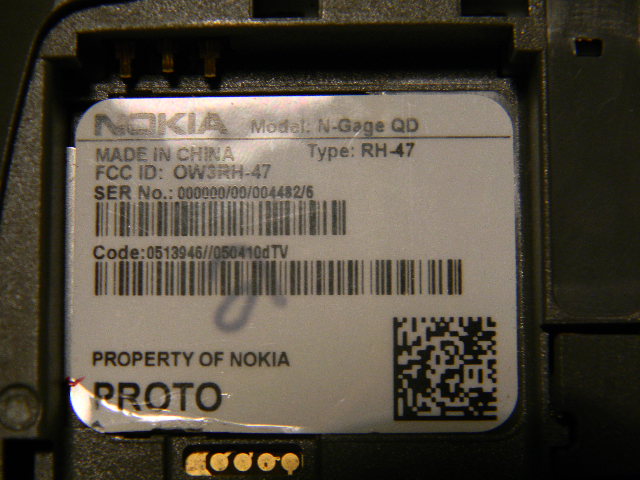 NOKIA Model: N-Gage QD
MADE IN CHINA Type: RH-47
FCC ID: OW3RH-47
SER No.: 000000/00/004482/6
Code:0513946//050410dTV
PROPERTY OF NOKIA
PROTO